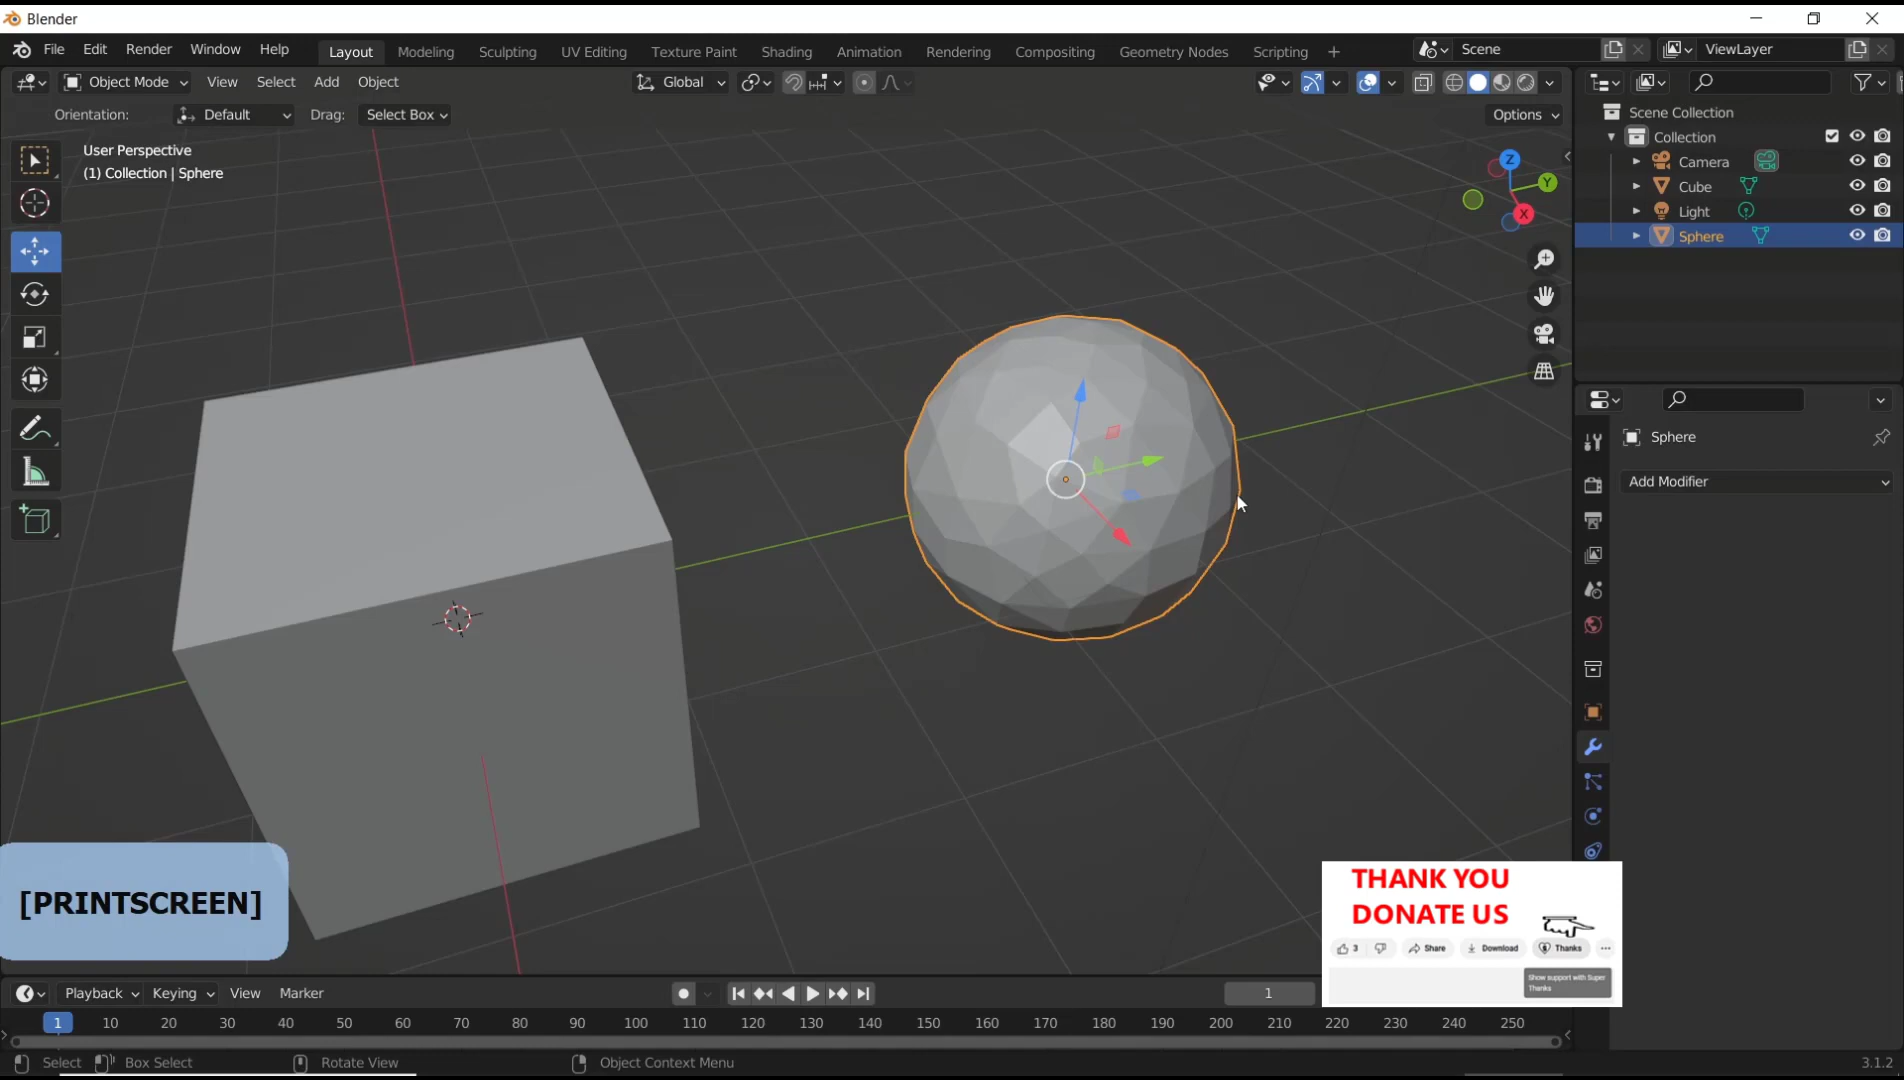 Blender
File Edit Render Window Help Layout Modeling Sculpting UV Editing Texture Paint Shading Animation Rendering Compositing Geometry Nodes Scripting + Scene ViewLayer
Object Mode View Select Add Object Global
Orientation: Default Drag: Select Box Options
User Perspective
(1) Collection | Sphere
Z
Y
X
Scene Collection
Collection
Camera
Cube
Light
Sphere
Sphere
Add Modifier
[PRINTSCREEN]
THANK YOU
DONATE US
3 Share Download Thanks ...
Show support with Super
Thanks
Playback Keying View Marker 1
1 10 20 30 40 50 60 70 80 90 100 110 120 130 140 150 160 170 180 190 200 210 220 230 240 250
Select Box Select Rotate View Object Context Menu 3.1.2